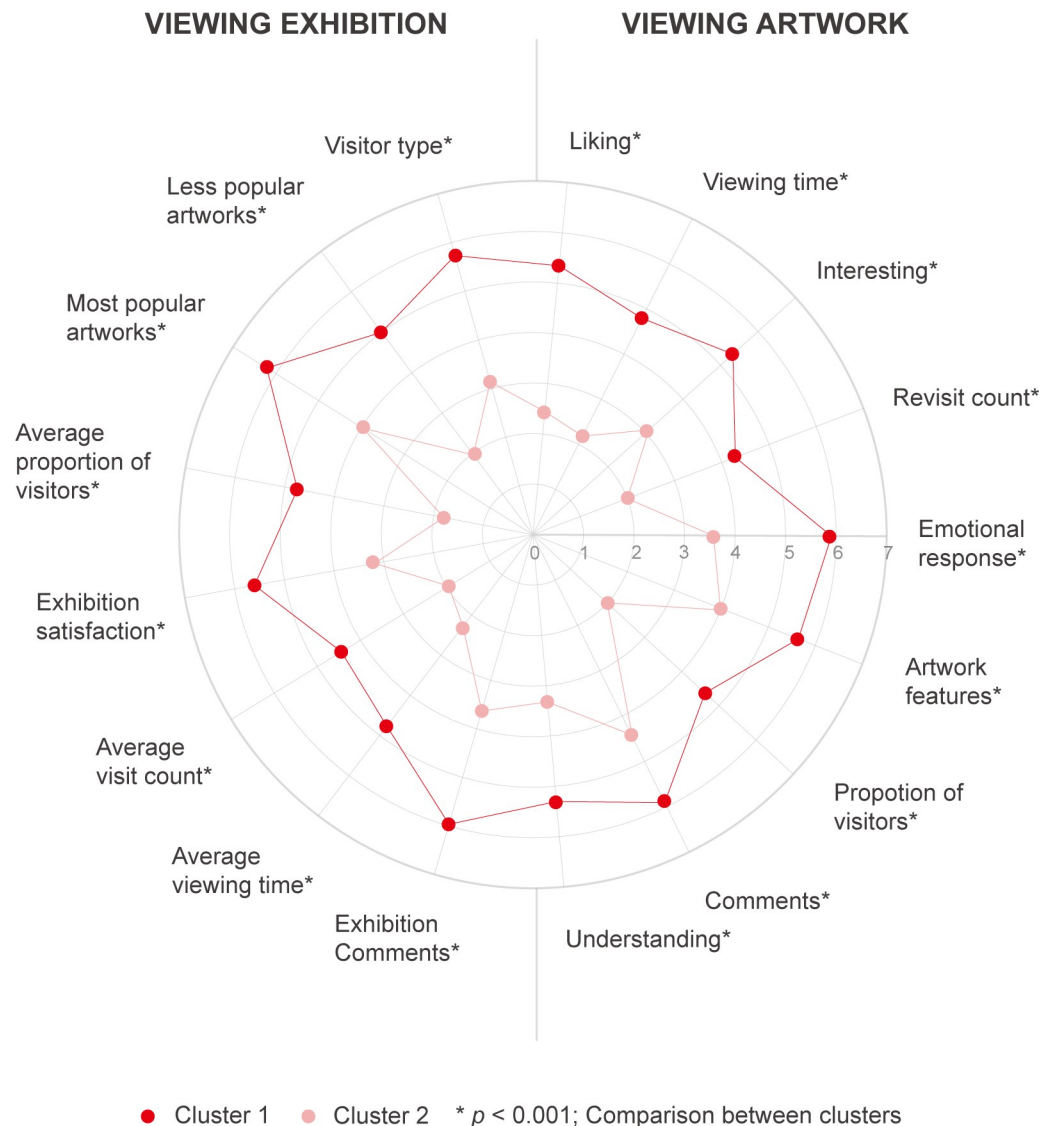 VIEWING EXHIBITION
VIEWING ARTWORK
Visitor type*
Liking*
Less popular
artworks*
Viewing time*
Most popular
artworks*
Interesting*
Average
proportion of
visitors*
Revisit count*
0 1 2 3 4 5 6 7
Emotional
response*
Exhibition
satisfaction*
Artwork
features*
Average
visit count*
Propotion of
visitors*
Average
viewing time*
Comments*
Exhibition
Comments*
Understanding*
Cluster 1
Cluster 2
* p < 0.001; Comparison between clusters